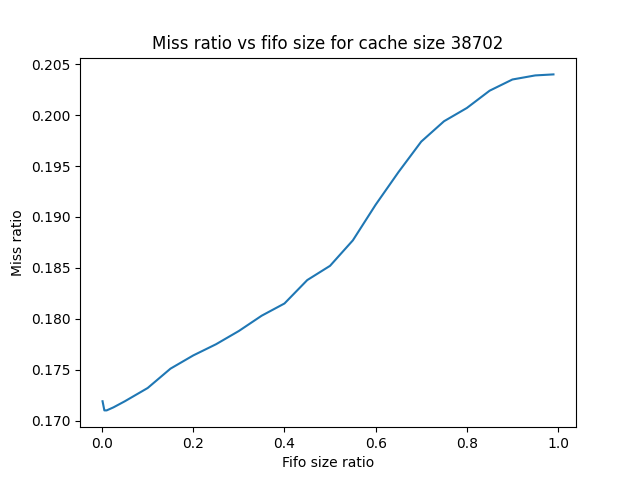 Miss ratio vs fifo size for cache size 38702
0.205
0.200
0.195
0.190
0.185
0.180
0.175
0.170
Miss ratio
0.0 0.2 0.4 0.6 0.8 1.0
Fifo size ratio